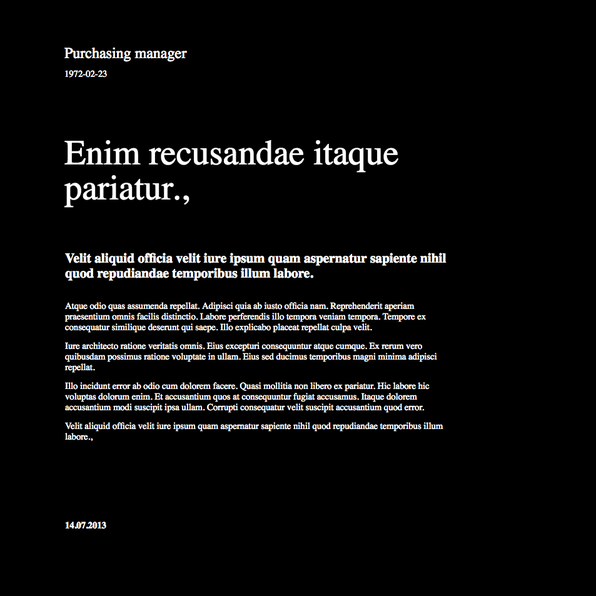 Purchasing manager
1972-02-23
Enim recusandae itaque
pariatur.,
Velit aliquid officia velit iure ipsum quam aspernatur sapiente nihil
quod repudiandae temporibus illum labore.
Atque odio quas assumenda repellat. Adipisci quia ab iusto officia nam. Reprehenderit aperiam
praesentium omnis facilis distinctio. Labore perferendis illo tempora veniam tempora. Tempore ex
consequatur similique deserunt qui saepe. Illo explicabo placeat repellat culpa velit.
Iure architecto ratione veritatis omnis. Eius excepturi consequuntur atque cumque. Ex rerum vero
quibusdam possimus ratione voluptate in ullam. Eius sed ducimus temporibus magni minima adipisci
repellat.
Illo incidunt error ab odio cum dolorem facere. Quasi mollitia non libero ex pariatur. Hic labore hic
voluptas dolorum enim. Et accusantium quos at consequuntur fugiat accusamus. Itaque dolorem
accusantium modi suscipit ipsa ullam. Corrupti consequatur velit suscipit accusantium quod error.
Velit aliquid officia velit iure ipsum quam aspernatur sapiente nihil quod repudiandae temporibus illum
labore.,
14.07.2013